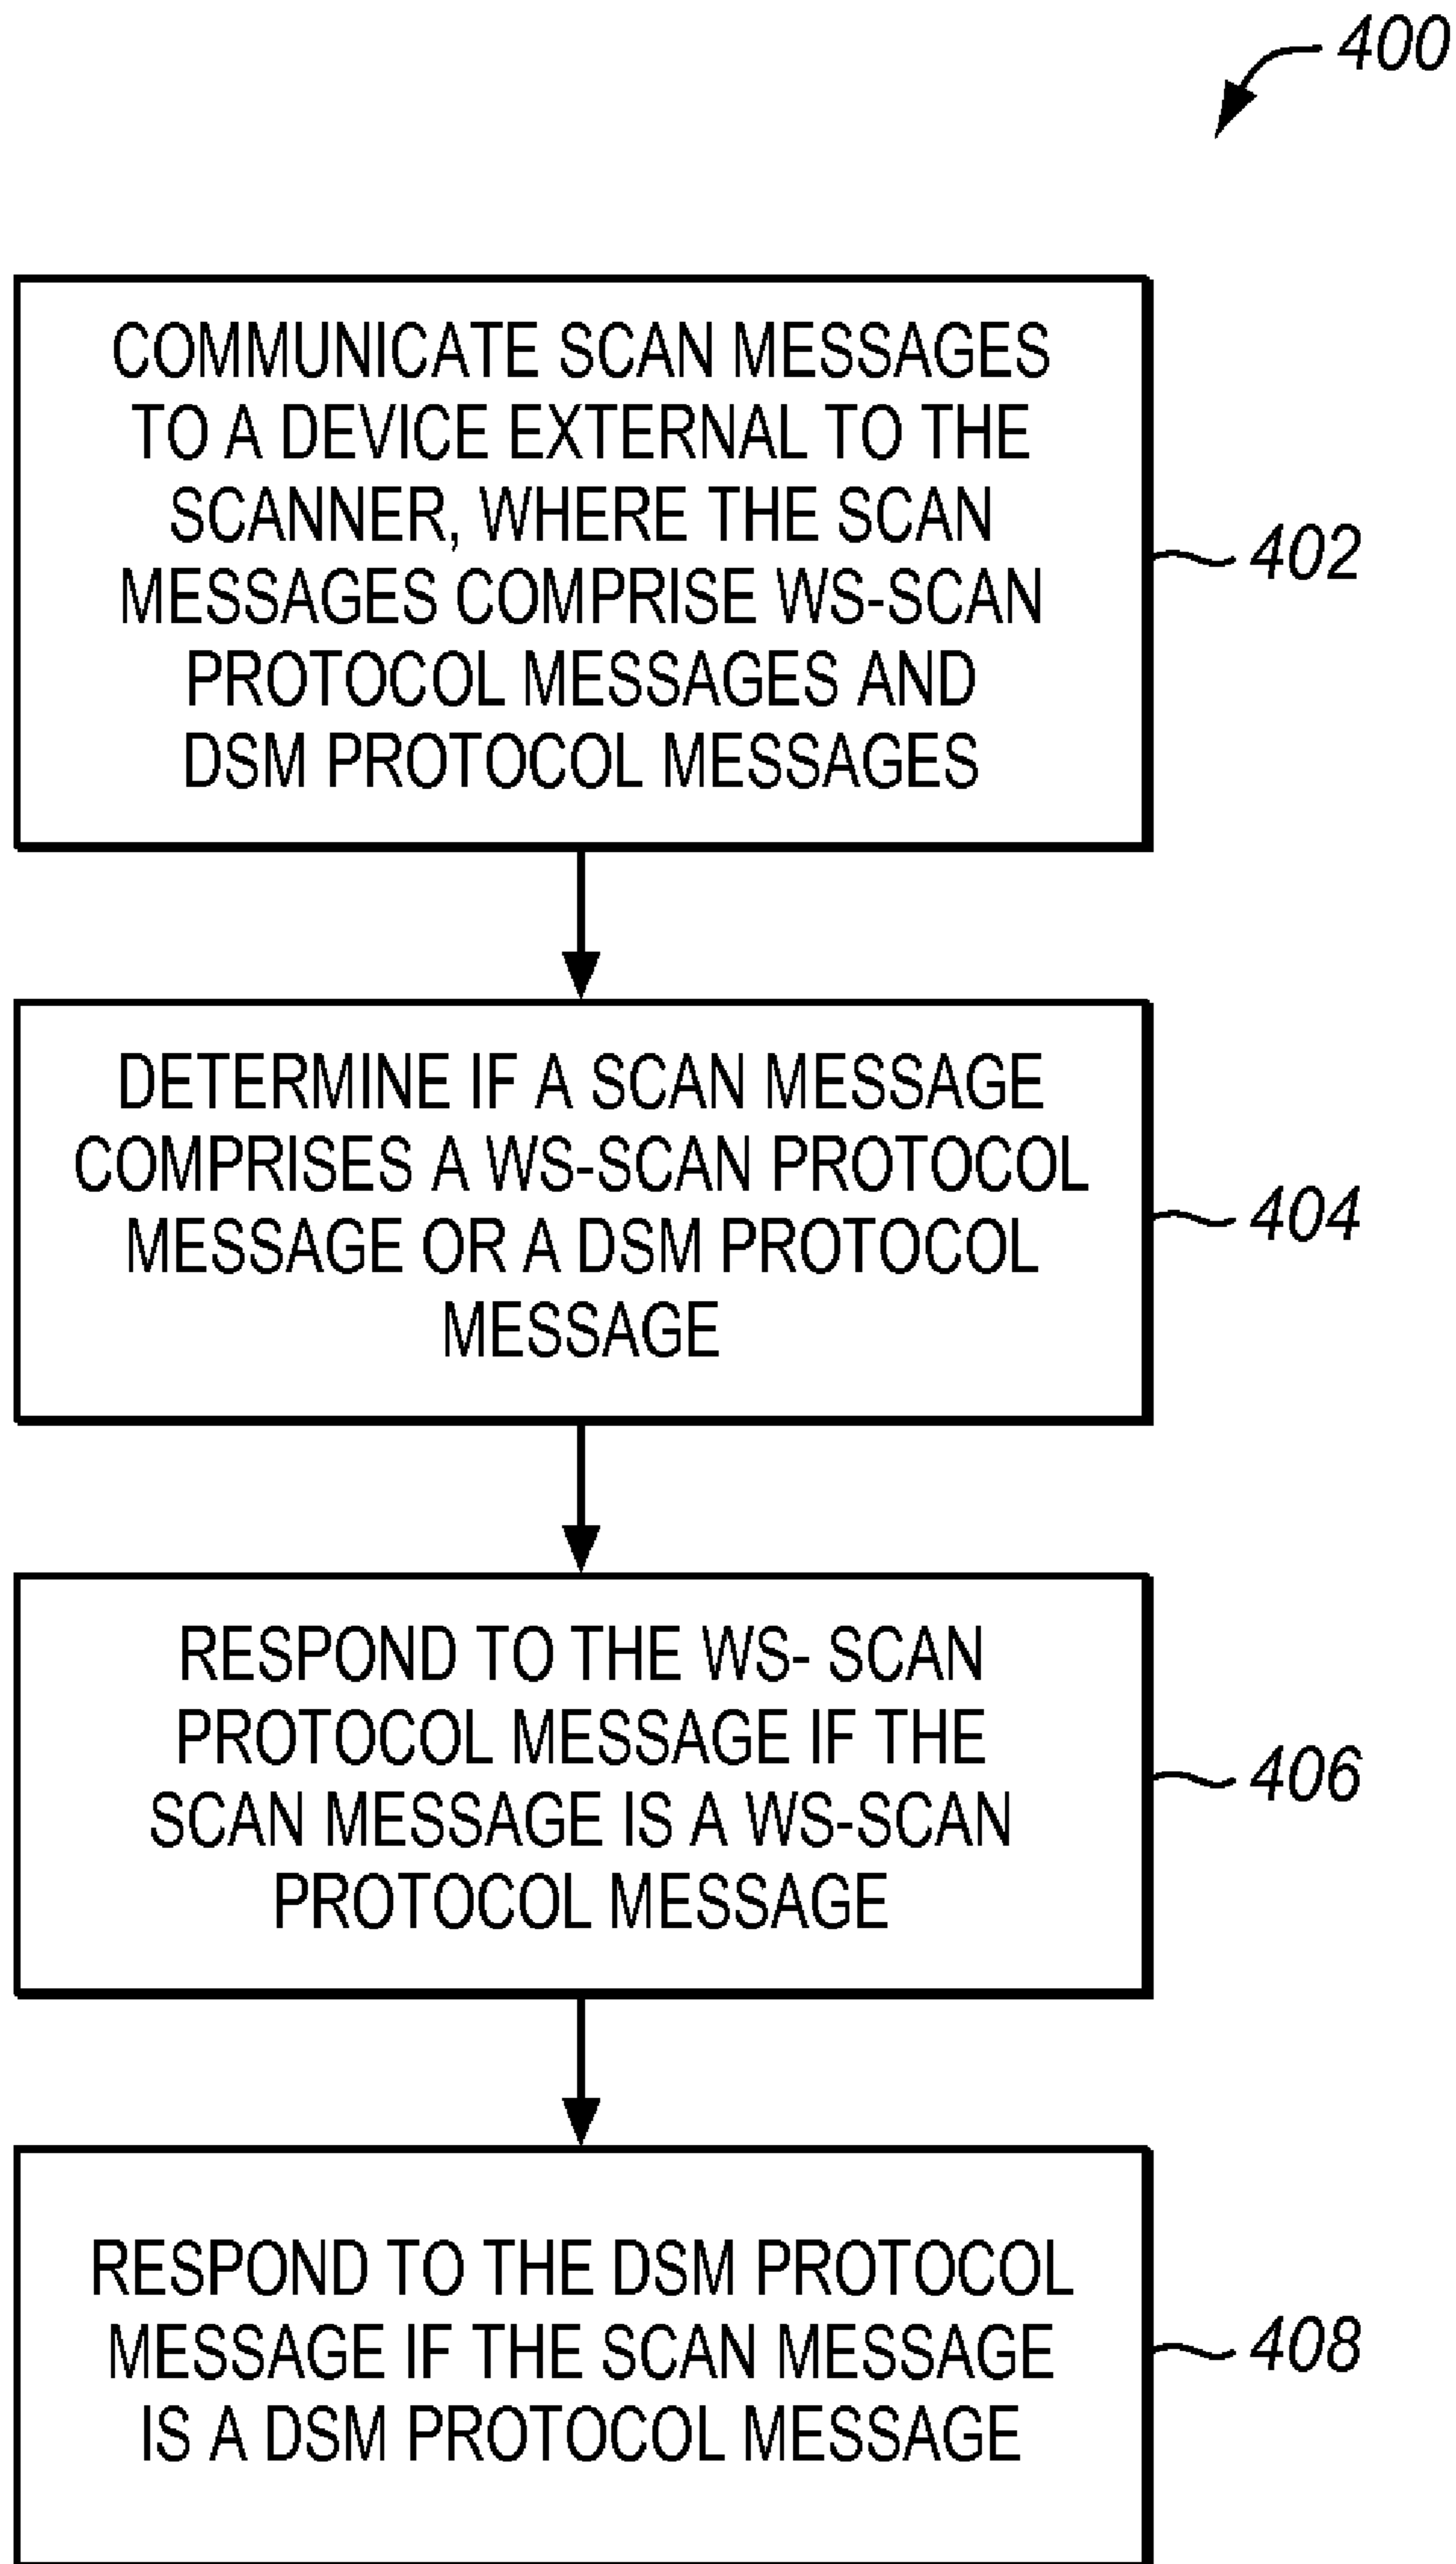 400
COMMUNICATE SCAN MESSAGES
TO A DEVICE EXTERNAL TO THE
SCANNER, WHERE THE SCAN
MESSAGES COMPRISE WS-SCAN
PROTOCOL MESSAGES AND
DSM PROTOCOL MESSAGES
402
DETERMINE IF A SCAN MESSAGE
COMPRISES A WS-SCAN PROTOCOL
MESSAGE OR A DSM PROTOCOL
MESSAGE
404
RESPOND TO THE WS- SCAN
PROTOCOL MESSAGE IF THE
SCAN MESSAGE IS A WS-SCAN
PROTOCOL MESSAGE
406
RESPOND TO THE DSM PROTOCOL
MESSAGE IF THE SCAN MESSAGE
IS A DSM PROTOCOL MESSAGE
408